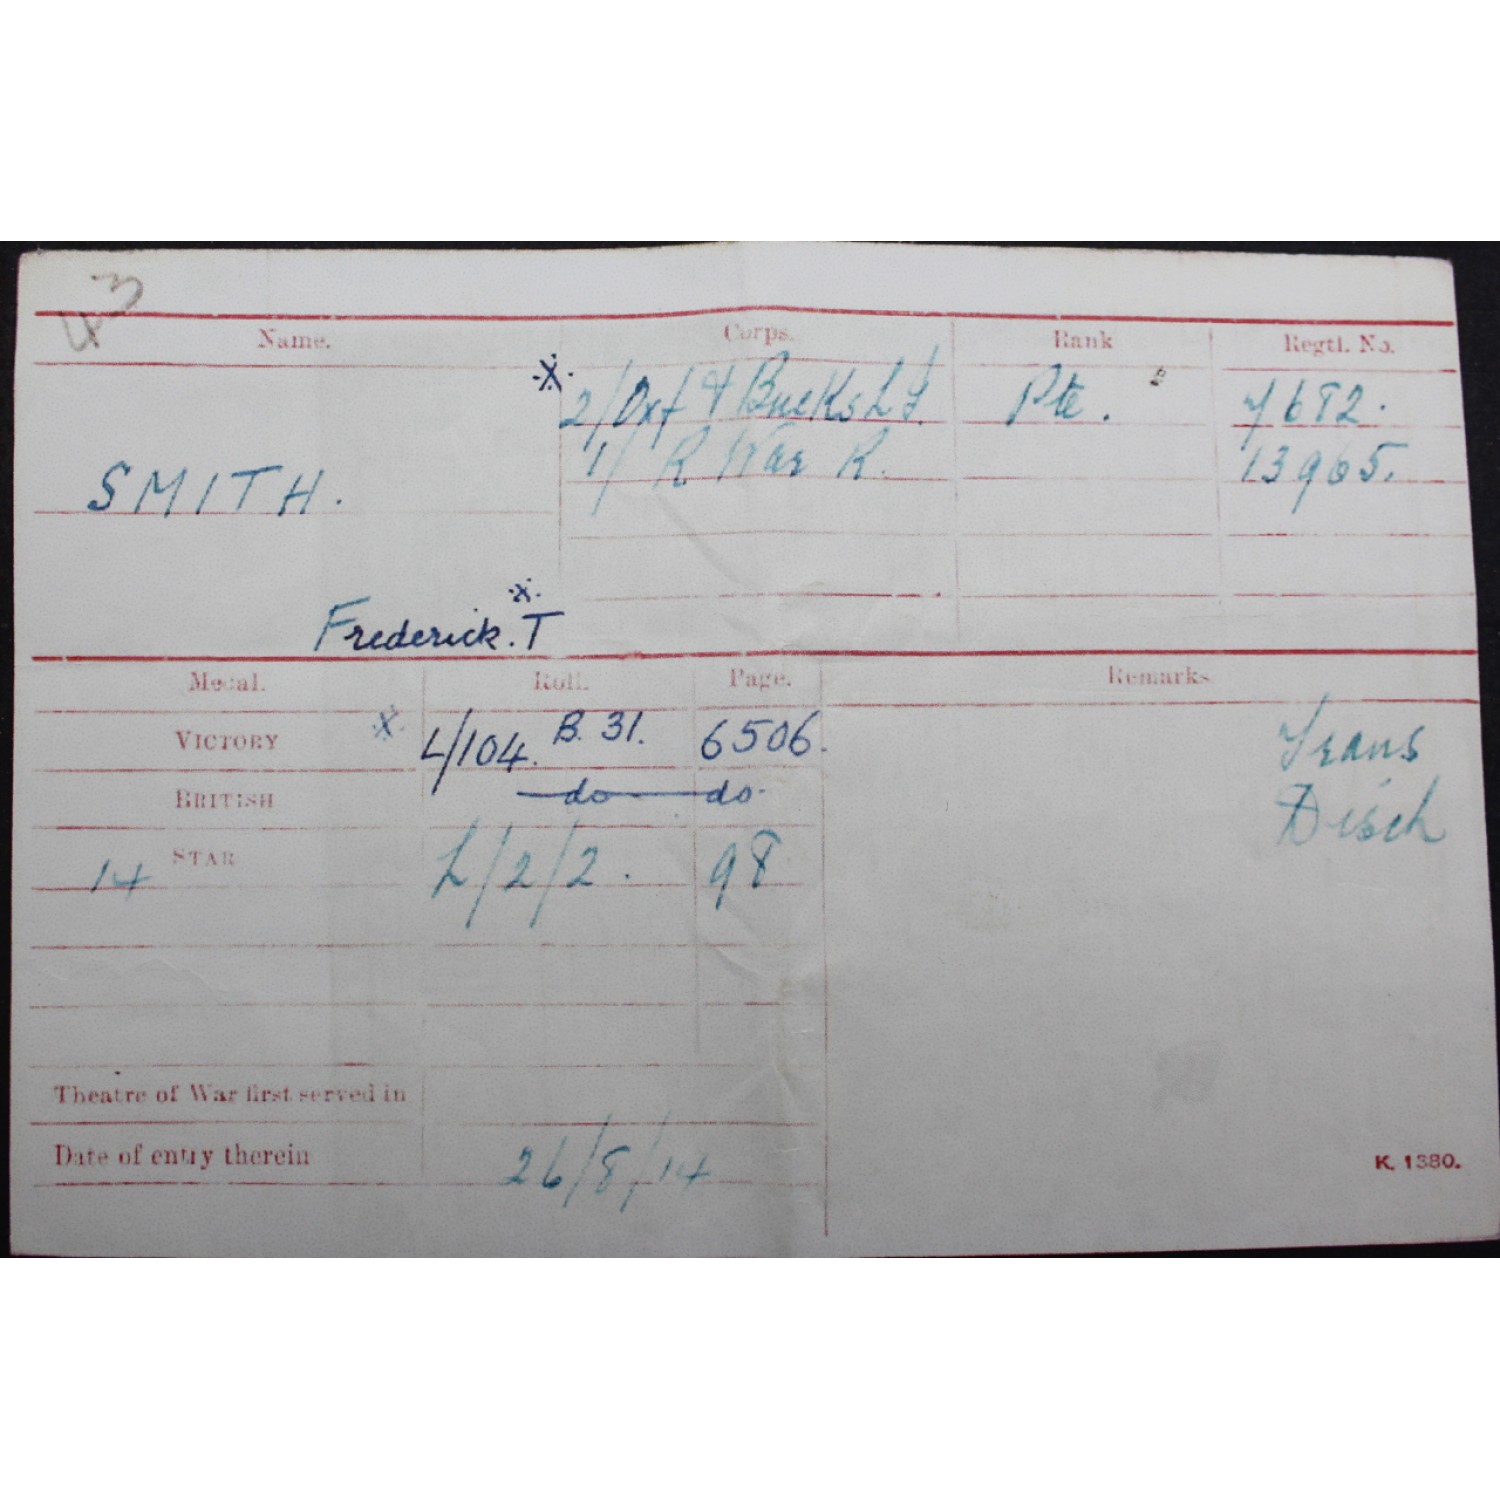 43
Name. Corps. Rank Regtl. No.
·X· 2/Oxf & Bucks L I. Pte. 7682.
1/ R War R. 13965.
SMITH.
·X·
Frederick. T
Medal. Roll. Page. Remarks
VICTORY ·X· L/104. B. 31. 6506. Trans
BRITISH do do. Disch
14 STAR L/2/2. 98
Theatre of War first served in
Date of entry therein 26/8/14
K. 1380.